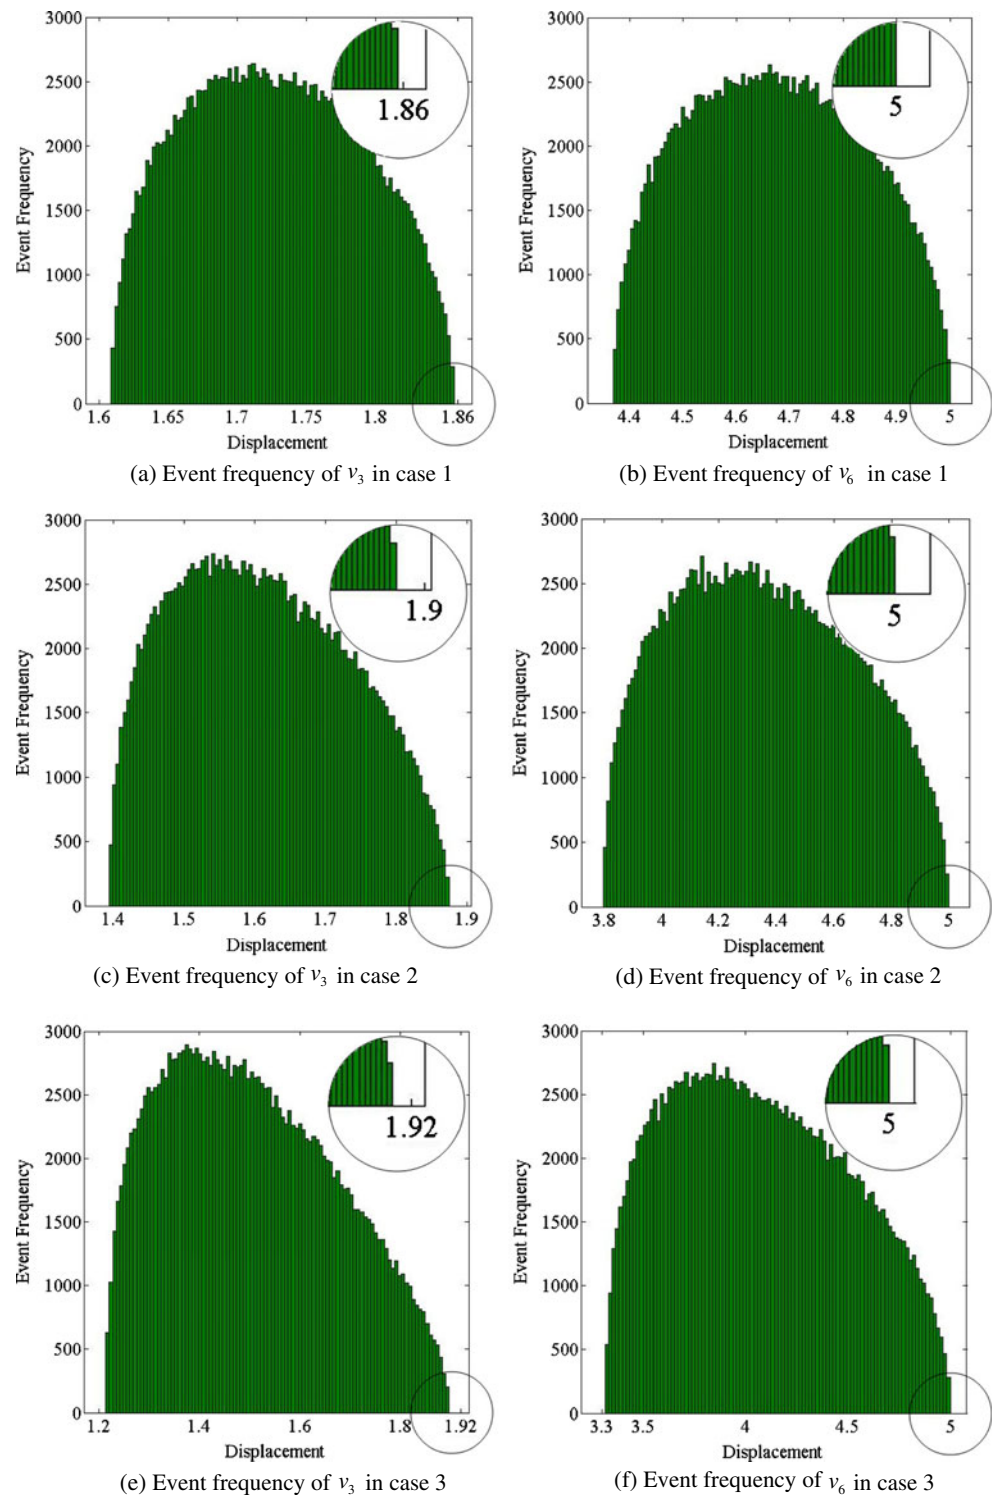 3000
2500
2000
1500
1000
500
0
Event Frequency
1.86
1.6 1.65 1.7 1.75 1.8 1.86
Displacement
(a) Event frequency of v3 in case 1
3000
2500
2000
1500
1000
500
0
Event Frequency
5
4.4 4.5 4.6 4.7 4.8 4.9 5
Displacement
(b) Event frequency of v6 in case 1
3000
2500
2000
1500
1000
500
0
Event Frequency
1.9
1.4 1.5 1.6 1.7 1.8 1.9
Displacement
(c) Event frequency of v3 in case 2
3000
2500
2000
1500
1000
500
0
Event Frequency
5
3.8 4 4.2 4.4 4.6 4.8 5
Displacement
(d) Event frequency of v6 in case 2
3000
2500
2000
1500
1000
500
0
Event Frequency
1.92
1.2 1.4 1.6 1.8 1.92
Displacement
(e) Event frequency of v3 in case 3
3000
2500
2000
1500
1000
500
0
Event Frequency
5
3.3 3.5 4 4.5 5
Displacement
(f) Event frequency of v6 in case 3